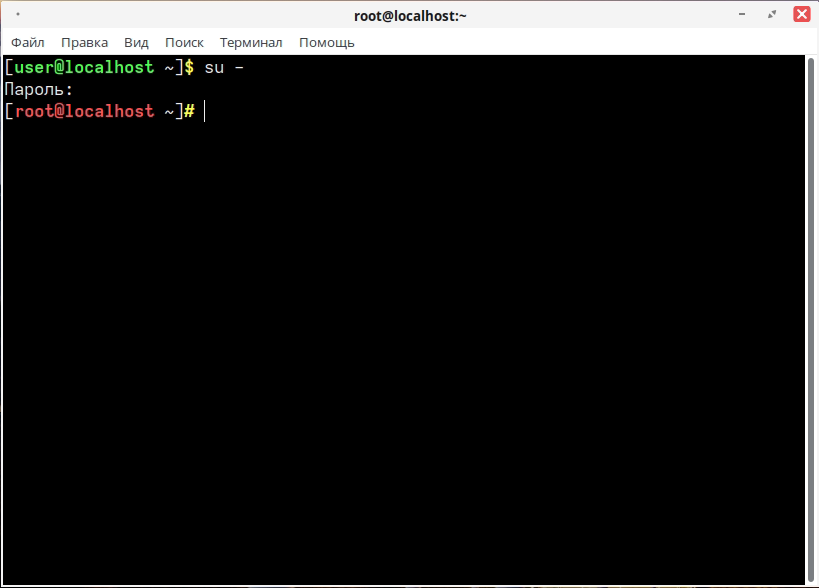 root@localhost:~
Файл Правка Вид Поиск Терминал Помощь
[user@localhost ~]$ su -
Пароль:
[root@localhost ~]#